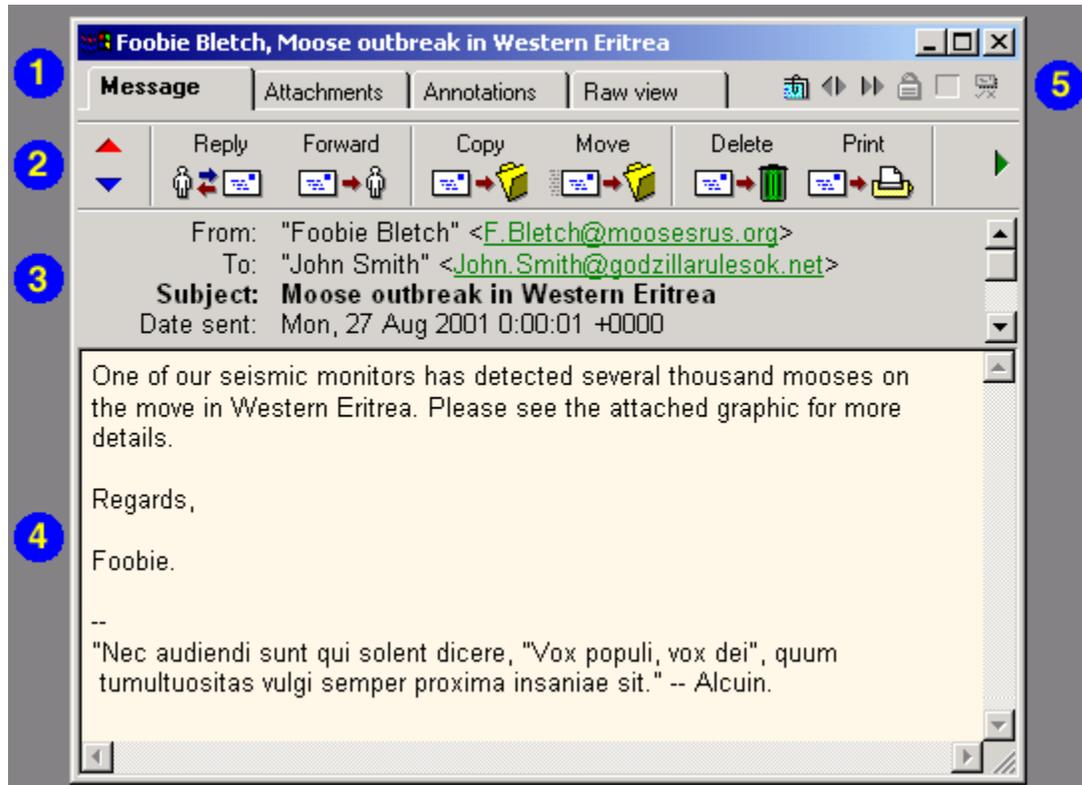 Foobie Bletch, Moose outbreak in Western Eritrea
1
Message Attachments Annotations Raw view
5
2
Reply Forward Copy Move Delete Print
3
From: "Foobie Bletch" <F.Bletch@moosesrus.org>
To: "John Smith" <John.Smith@godzillarulesok.net>
Subject: Moose outbreak in Western Eritrea
Date sent: Mon, 27 Aug 2001 0:00:01 +0000
4
One of our seismic monitors has detected several thousand mooses on
the move in Western Eritrea. Please see the attached graphic for more
details.
Regards,
Foobie.
--
"Nec audiendi sunt qui solent dicere, "Vox populi, vox dei", quum
tumultuositas vulgi semper proxima insaniae sit." -- Alcuin.